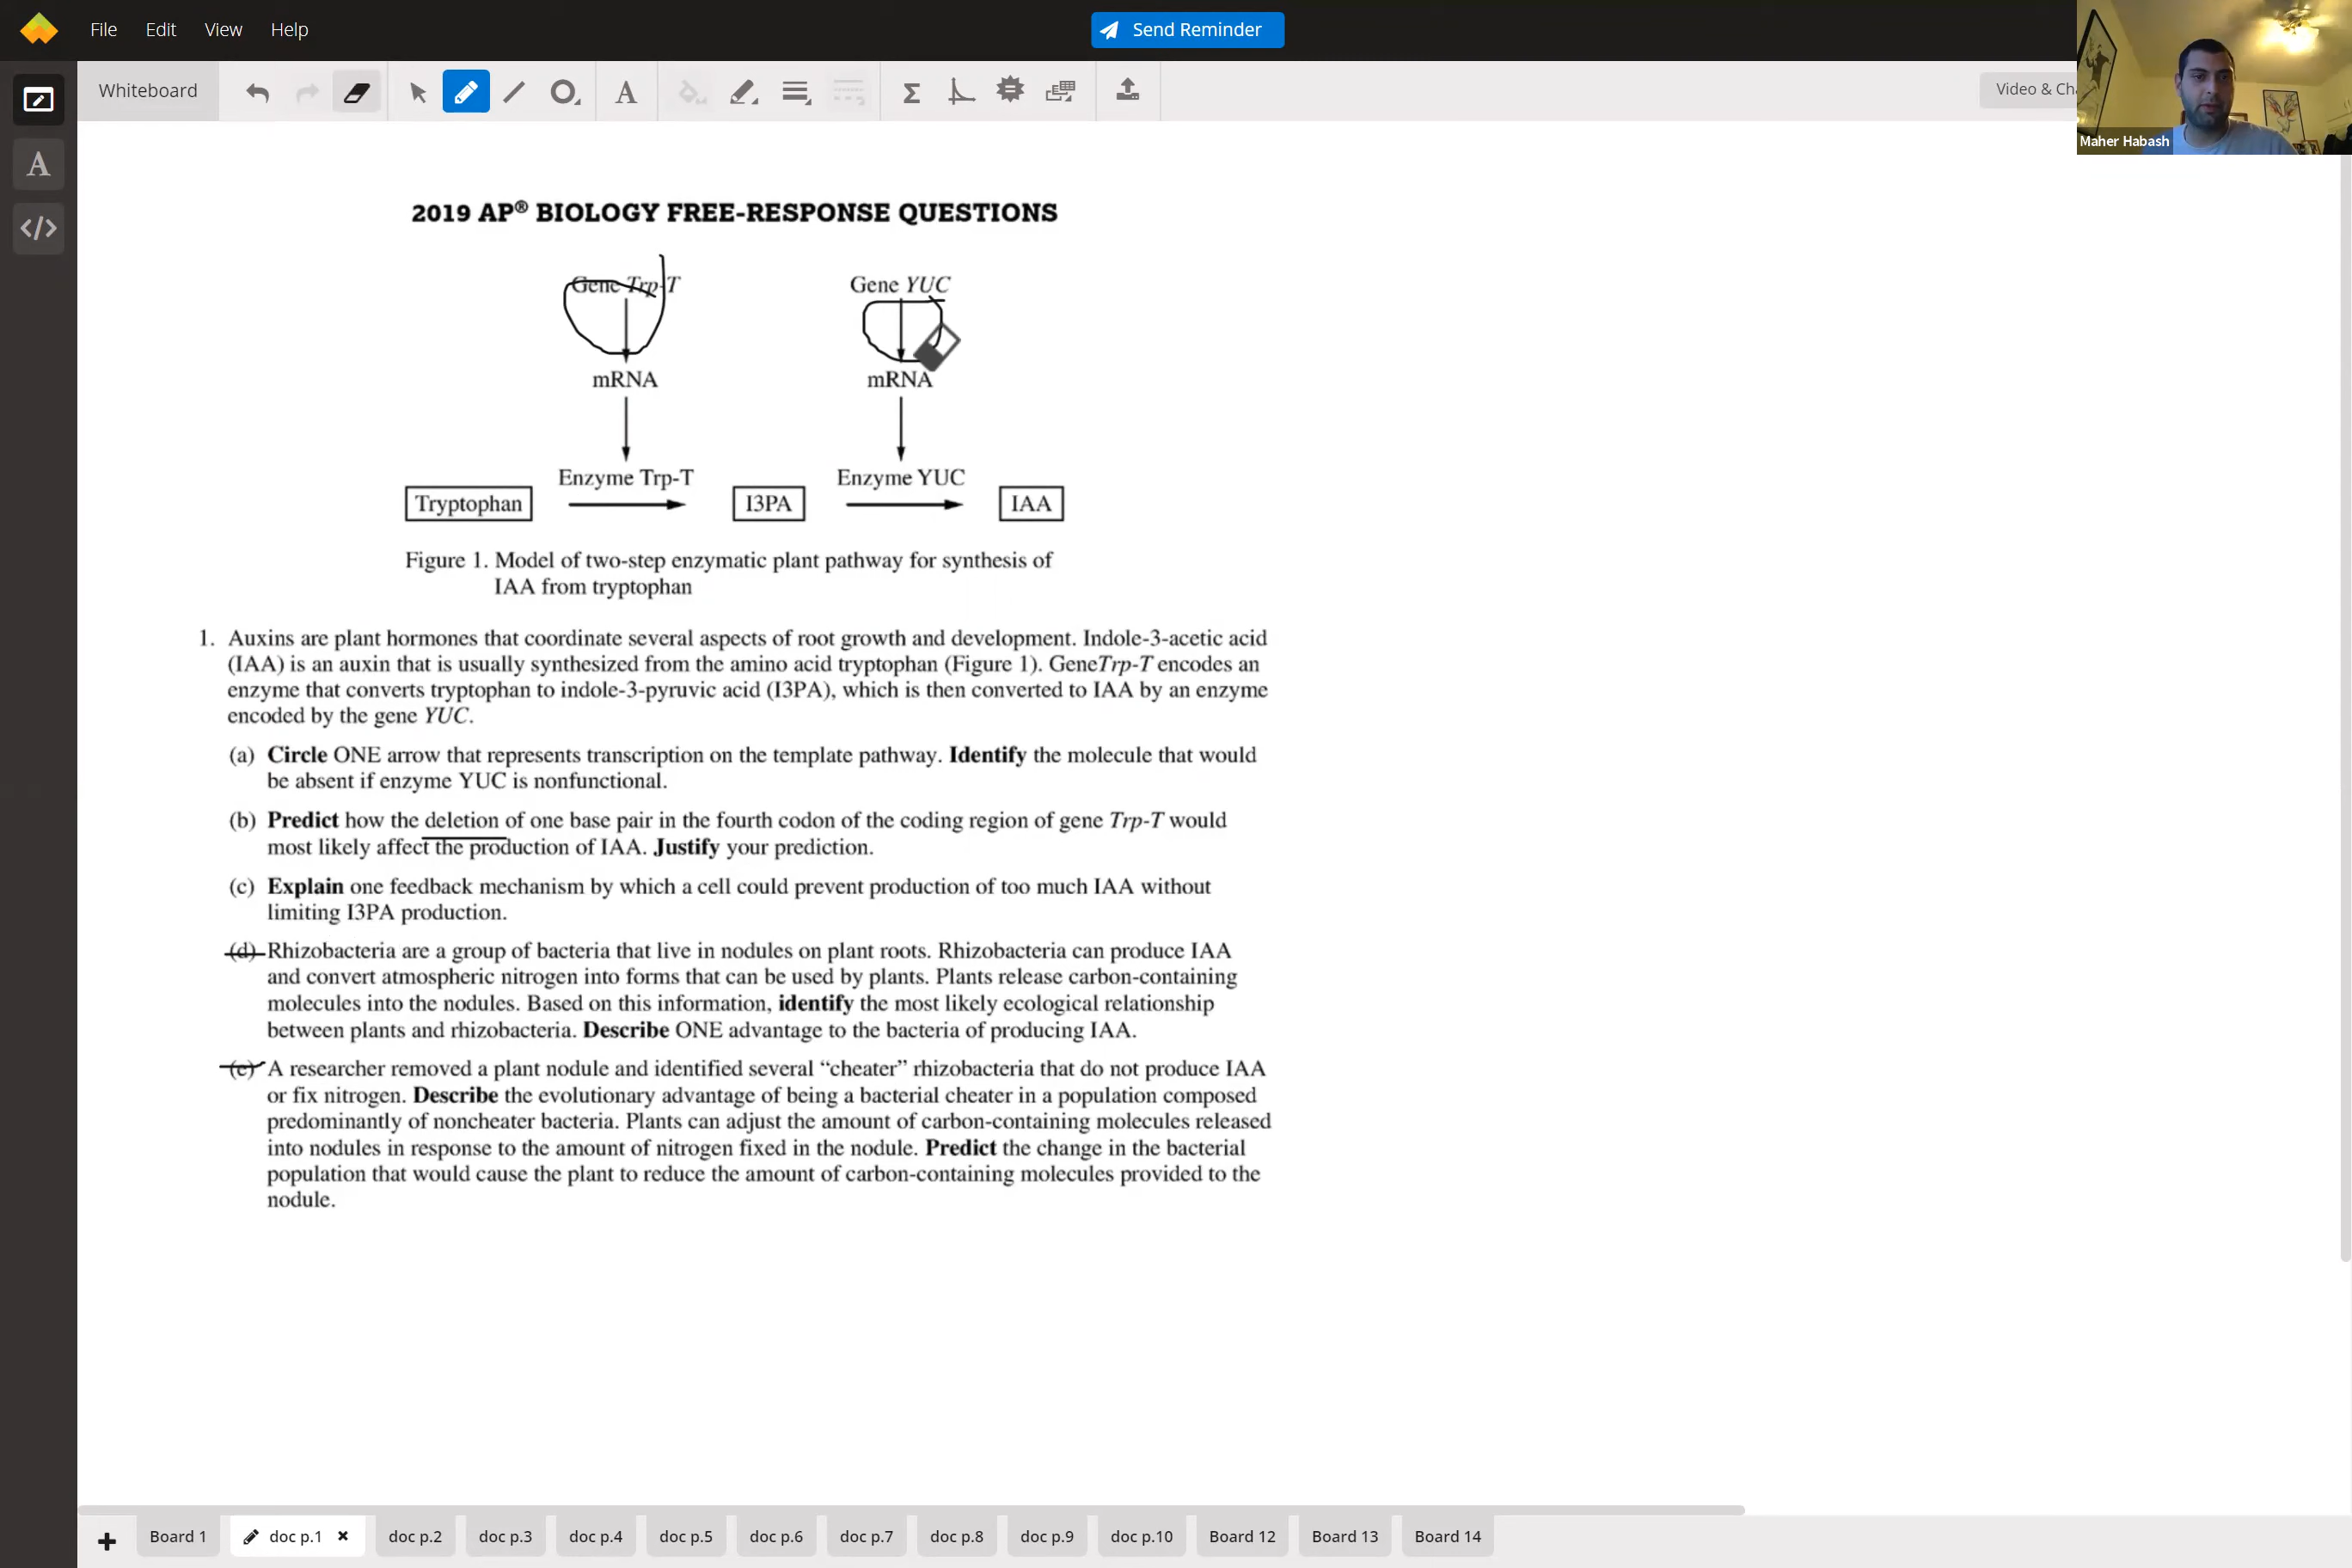 File Edit View Help
Send Reminder
Whiteboard
A
Σ
Video & Cha
Maher Habash
A
</>
2019 AP® BIOLOGY FREE-RESPONSE QUESTIONS
Gene Trp-T
Gene YUC
mRNA
mRNA
Enzyme Trp-T
Enzyme YUC
Tryptophan
I3PA
IAA
Figure 1. Model of two-step enzymatic plant pathway for synthesis of
IAA from tryptophan
1. Auxins are plant hormones that coordinate several aspects of root growth and development. Indole-3-acetic acid
(IAA) is an auxin that is usually synthesized from the amino acid tryptophan (Figure 1). GeneTrp-T encodes an
enzyme that converts tryptophan to indole-3-pyruvic acid (I3PA), which is then converted to IAA by an enzyme
encoded by the gene YUC.
(a) Circle ONE arrow that represents transcription on the template pathway. Identify the molecule that would
be absent if enzyme YUC is nonfunctional.
(b) Predict how the deletion of one base pair in the fourth codon of the coding region of gene Trp-T would
most likely affect the production of IAA. Justify your prediction.
(c) Explain one feedback mechanism by which a cell could prevent production of too much IAA without
limiting I3PA production.
(d) Rhizobacteria are a group of bacteria that live in nodules on plant roots. Rhizobacteria can produce IAA
and convert atmospheric nitrogen into forms that can be used by plants. Plants release carbon-containing
molecules into the nodules. Based on this information, identify the most likely ecological relationship
between plants and rhizobacteria. Describe ONE advantage to the bacteria of producing IAA.
(e) A researcher removed a plant nodule and identified several “cheater” rhizobacteria that do not produce IAA
or fix nitrogen. Describe the evolutionary advantage of being a bacterial cheater in a population composed
predominantly of noncheater bacteria. Plants can adjust the amount of carbon-containing molecules released
into nodules in response to the amount of nitrogen fixed in the nodule. Predict the change in the bacterial
population that would cause the plant to reduce the amount of carbon-containing molecules provided to the
nodule.
Board 1 doc p.1 doc p.2 doc p.3 doc p.4 doc p.5 doc p.6 doc p.7 doc p.8 doc p.9 doc p.10 Board 12 Board 13 Board 14